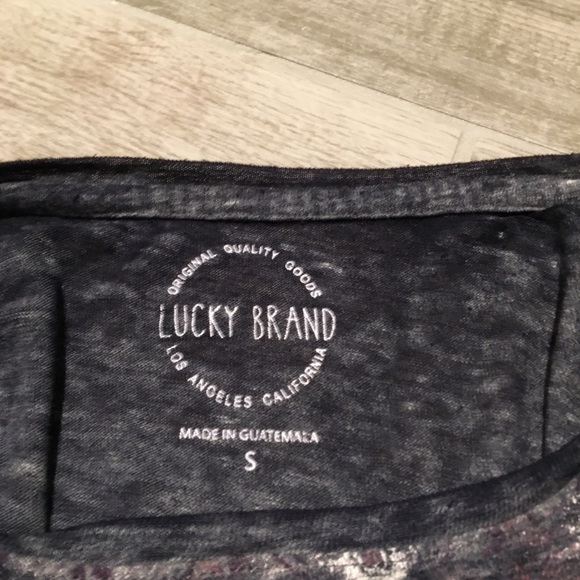 ORIGINAL QUALITY GOODS
LUCKY BRAND
LOS ANGELES CALIFORNIA
MADE IN GUATEMALA
S